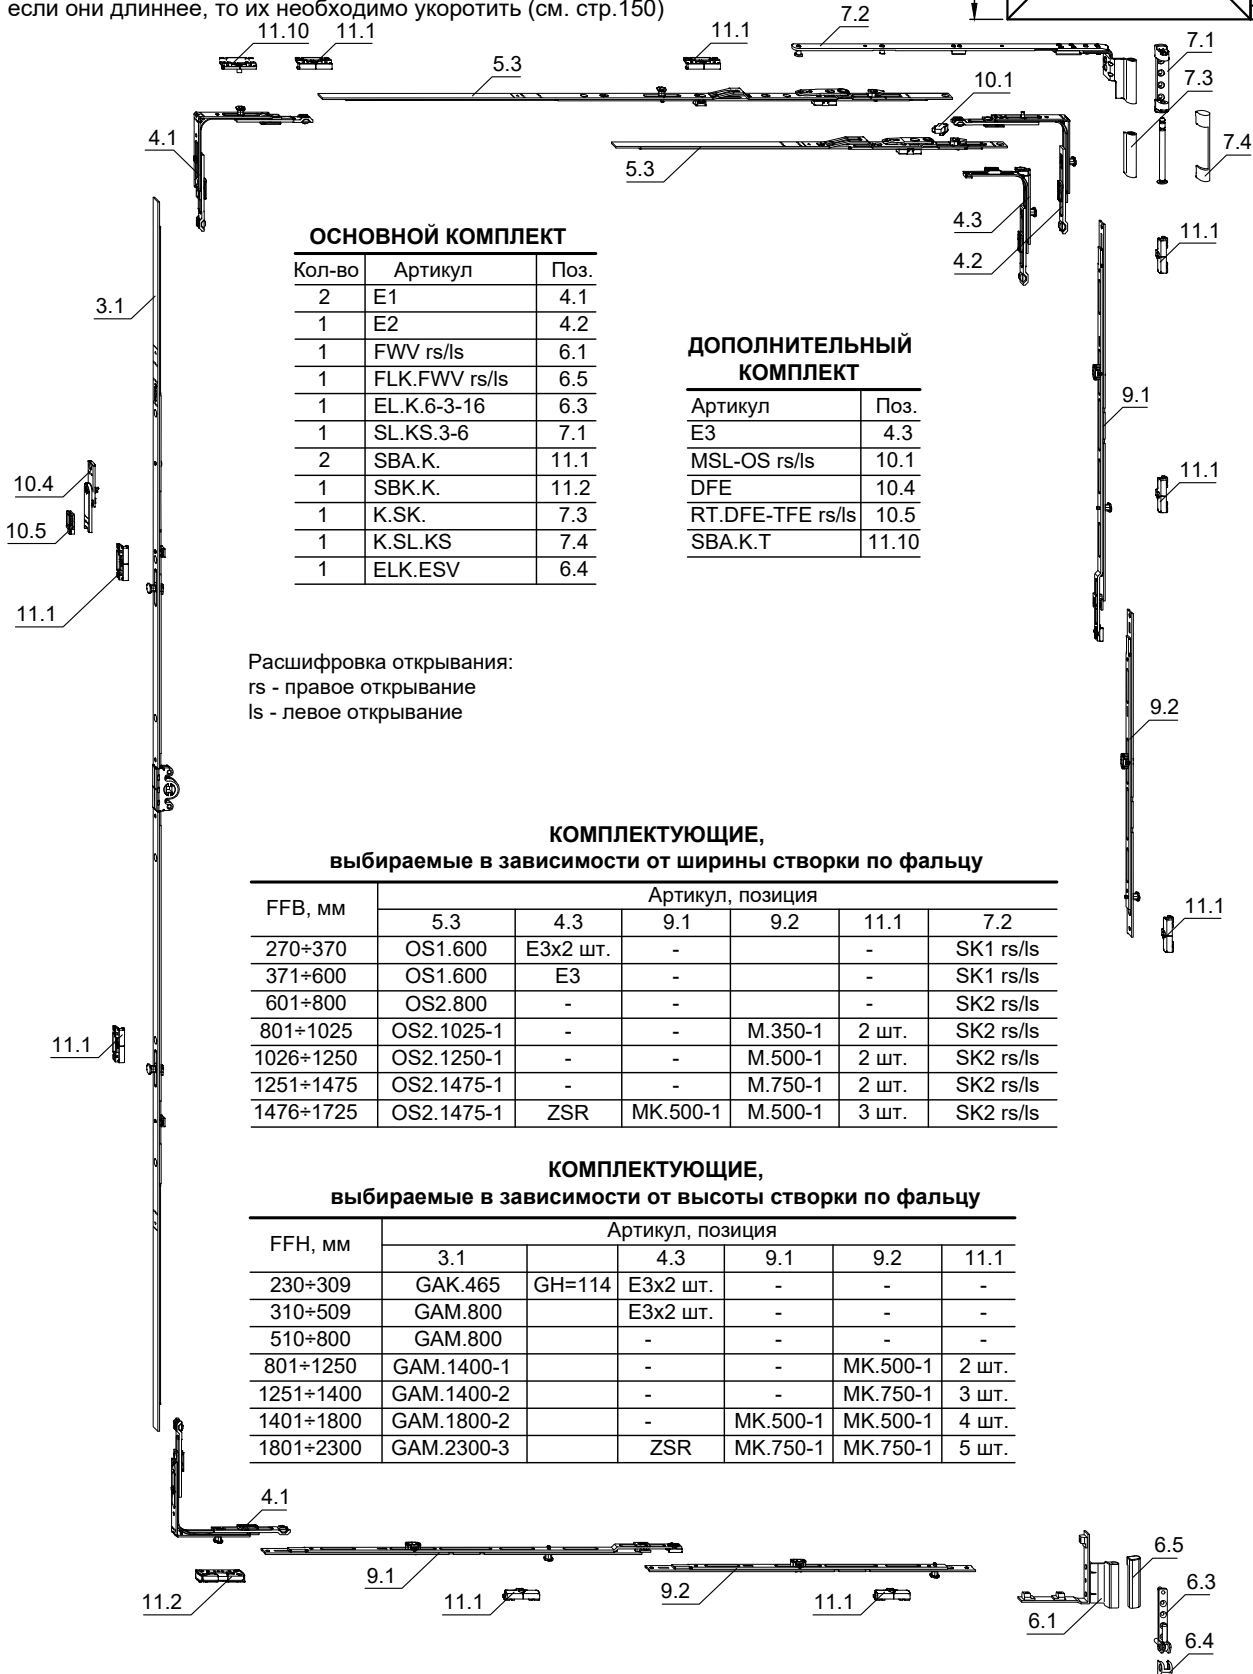 если они длиннее, то их необходимо укоротить (см. стр.150)
11.10
11.1
11.1
7.2
7.1
5.3
7.3
10.1
4.1
5.3
7.4
4.3
4.2
11.1
3.1
ОСНОВНОЙ КОМПЛЕКТ
Кол-во Артикул Поз.
2 E1 4.1
1 E2 4.2
1 FWV rs/ls 6.1
1 FLK.FWV rs/ls 6.5
1 EL.K.6-3-16 6.3
1 SL.KS.3-6 7.1
2 SBA.K. 11.1
1 SBK.K. 11.2
1 K.SK. 7.3
1 K.SL.KS 7.4
1 ELK.ESV 6.4
ДОПОЛНИТЕЛЬНЫЙ
КОМПЛЕКТ
Артикул Поз.
E3 4.3
MSL-OS rs/ls 10.1
DFE 10.4
RT.DFE-TFE rs/ls 10.5
SBA.K.T 11.10
9.1
10.4
10.5
11.1
11.1
Расшифровка открывания:
rs - правое открывание
ls - левое открывание
9.2
КОМПЛЕКТУЮЩИЕ,
выбираемые в зависимости от ширины створки по фальцу
FFB, мм Артикул, позиция
5.3 4.3 9.1 9.2 11.1 7.2
270÷370 OS1.600 E3x2 шт. - - SK1 rs/ls
371÷600 OS1.600 E3 - - SK1 rs/ls
601÷800 OS2.800 - - - SK2 rs/ls
801÷1025 OS2.1025-1 - - M.350-1 2 шт. SK2 rs/ls
1026÷1250 OS2.1250-1 - - M.500-1 2 шт. SK2 rs/ls
1251÷1475 OS2.1475-1 - - M.750-1 2 шт. SK2 rs/ls
1476÷1725 OS2.1475-1 ZSR MK.500-1 M.500-1 3 шт. SK2 rs/ls
11.1
11.1
КОМПЛЕКТУЮЩИЕ,
выбираемые в зависимости от высоты створки по фальцу
FFH, мм Артикул, позиция
3.1 4.3 9.1 9.2 11.1
230÷309 GAK.465 GH=114 E3x2 шт. - - -
310÷509 GAM.800 E3x2 шт. - - -
510÷800 GAM.800 - - - -
801÷1250 GAM.1400-1 - - MK.500-1 2 шт.
1251÷1400 GAM.1400-2 - - MK.750-1 3 шт.
1401÷1800 GAM.1800-2 - MK.500-1 MK.500-1 4 шт.
1801÷2300 GAM.2300-3 ZSR MK.750-1 MK.750-1 5 шт.
4.1
9.1
11.2
11.1
9.2
11.1
6.5
6.3
6.1
6.4